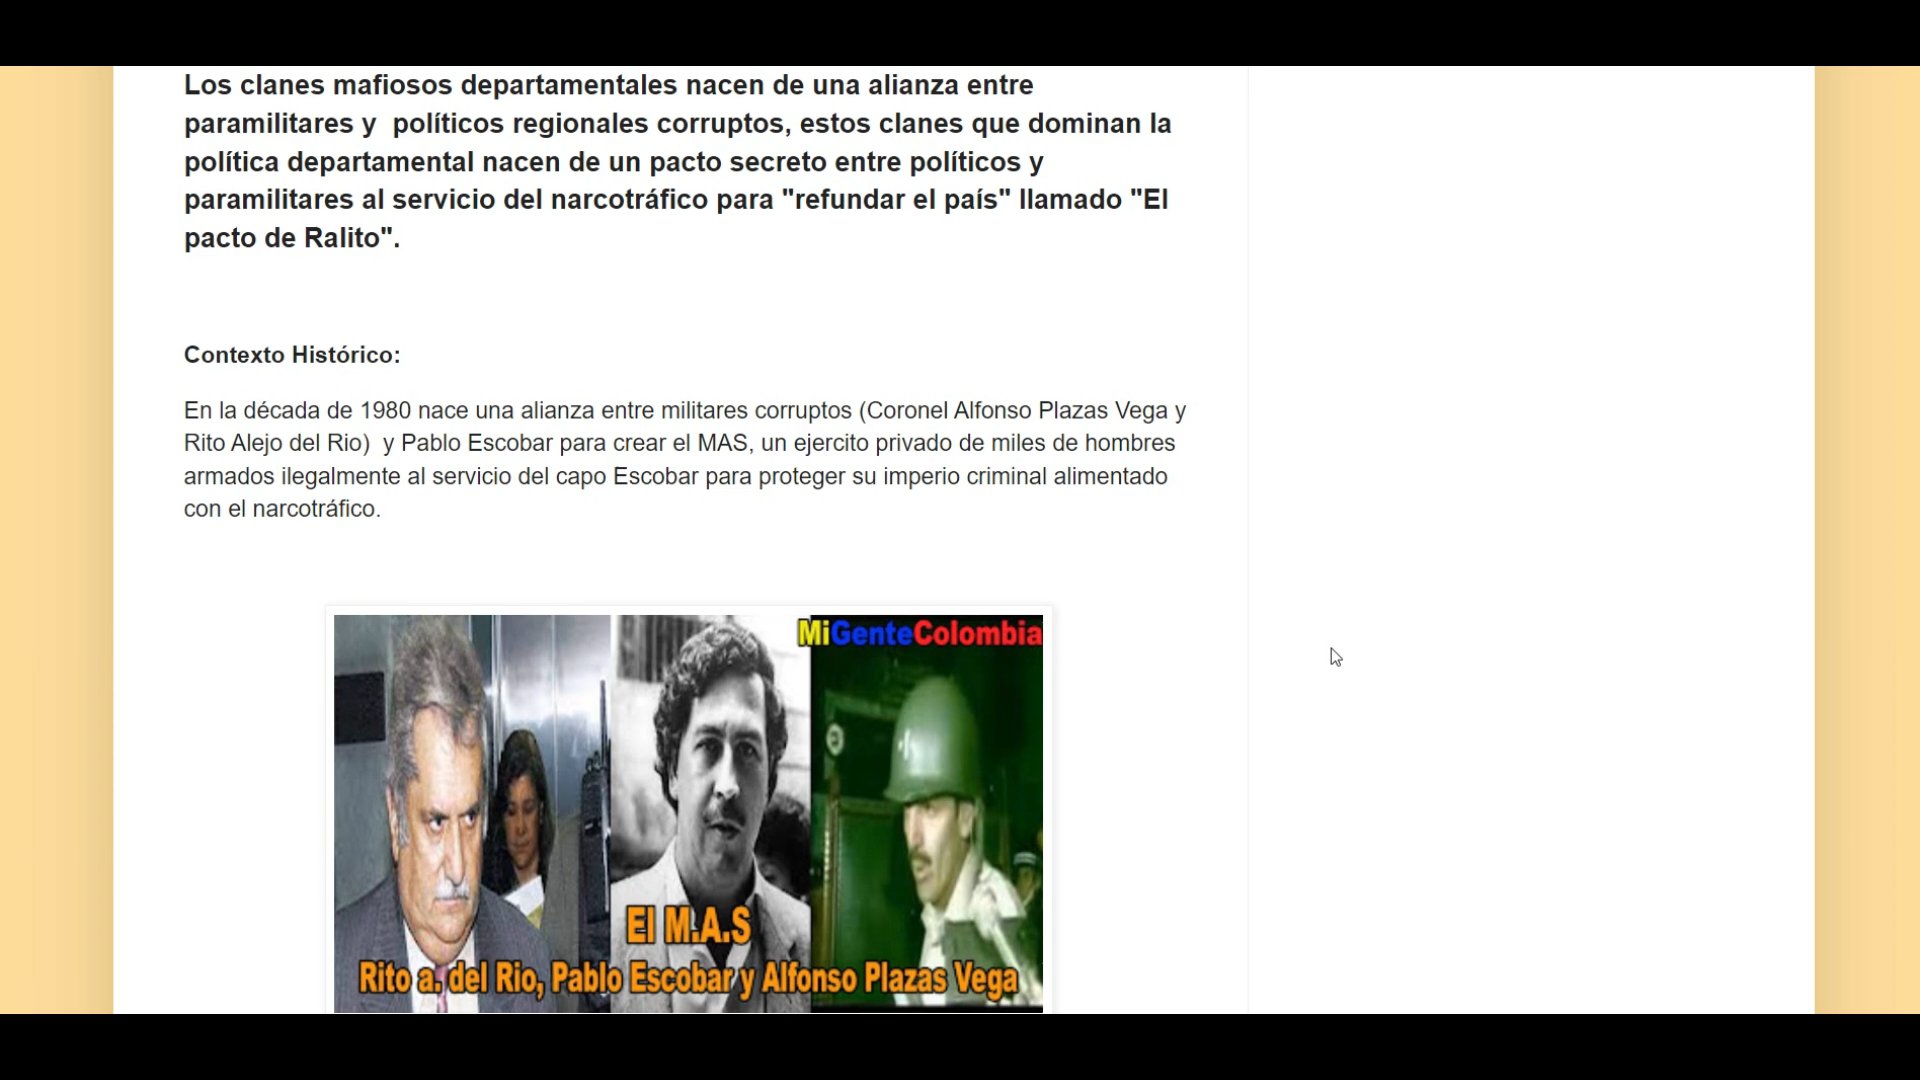 Los clanes mafiosos departamentales nacen de una alianza entre
paramilitares y  políticos regionales corruptos, estos clanes que dominan la
política departamental nacen de un pacto secreto entre políticos y
paramilitares al servicio del narcotráfico para "refundar el país" llamado "El
pacto de Ralito".
Contexto Histórico:
En la década de 1980 nace una alianza entre militares corruptos (Coronel Alfonso Plazas Vega y
Rito Alejo del Rio)  y Pablo Escobar para crear el MAS, un ejercito privado de miles de hombres
armados ilegalmente al servicio del capo Escobar para proteger su imperio criminal alimentado
con el narcotráfico.
MiGenteColombia
El M.A.S
Rito a. del Rio, Pablo Escobar y Alfonso Plazas Vega